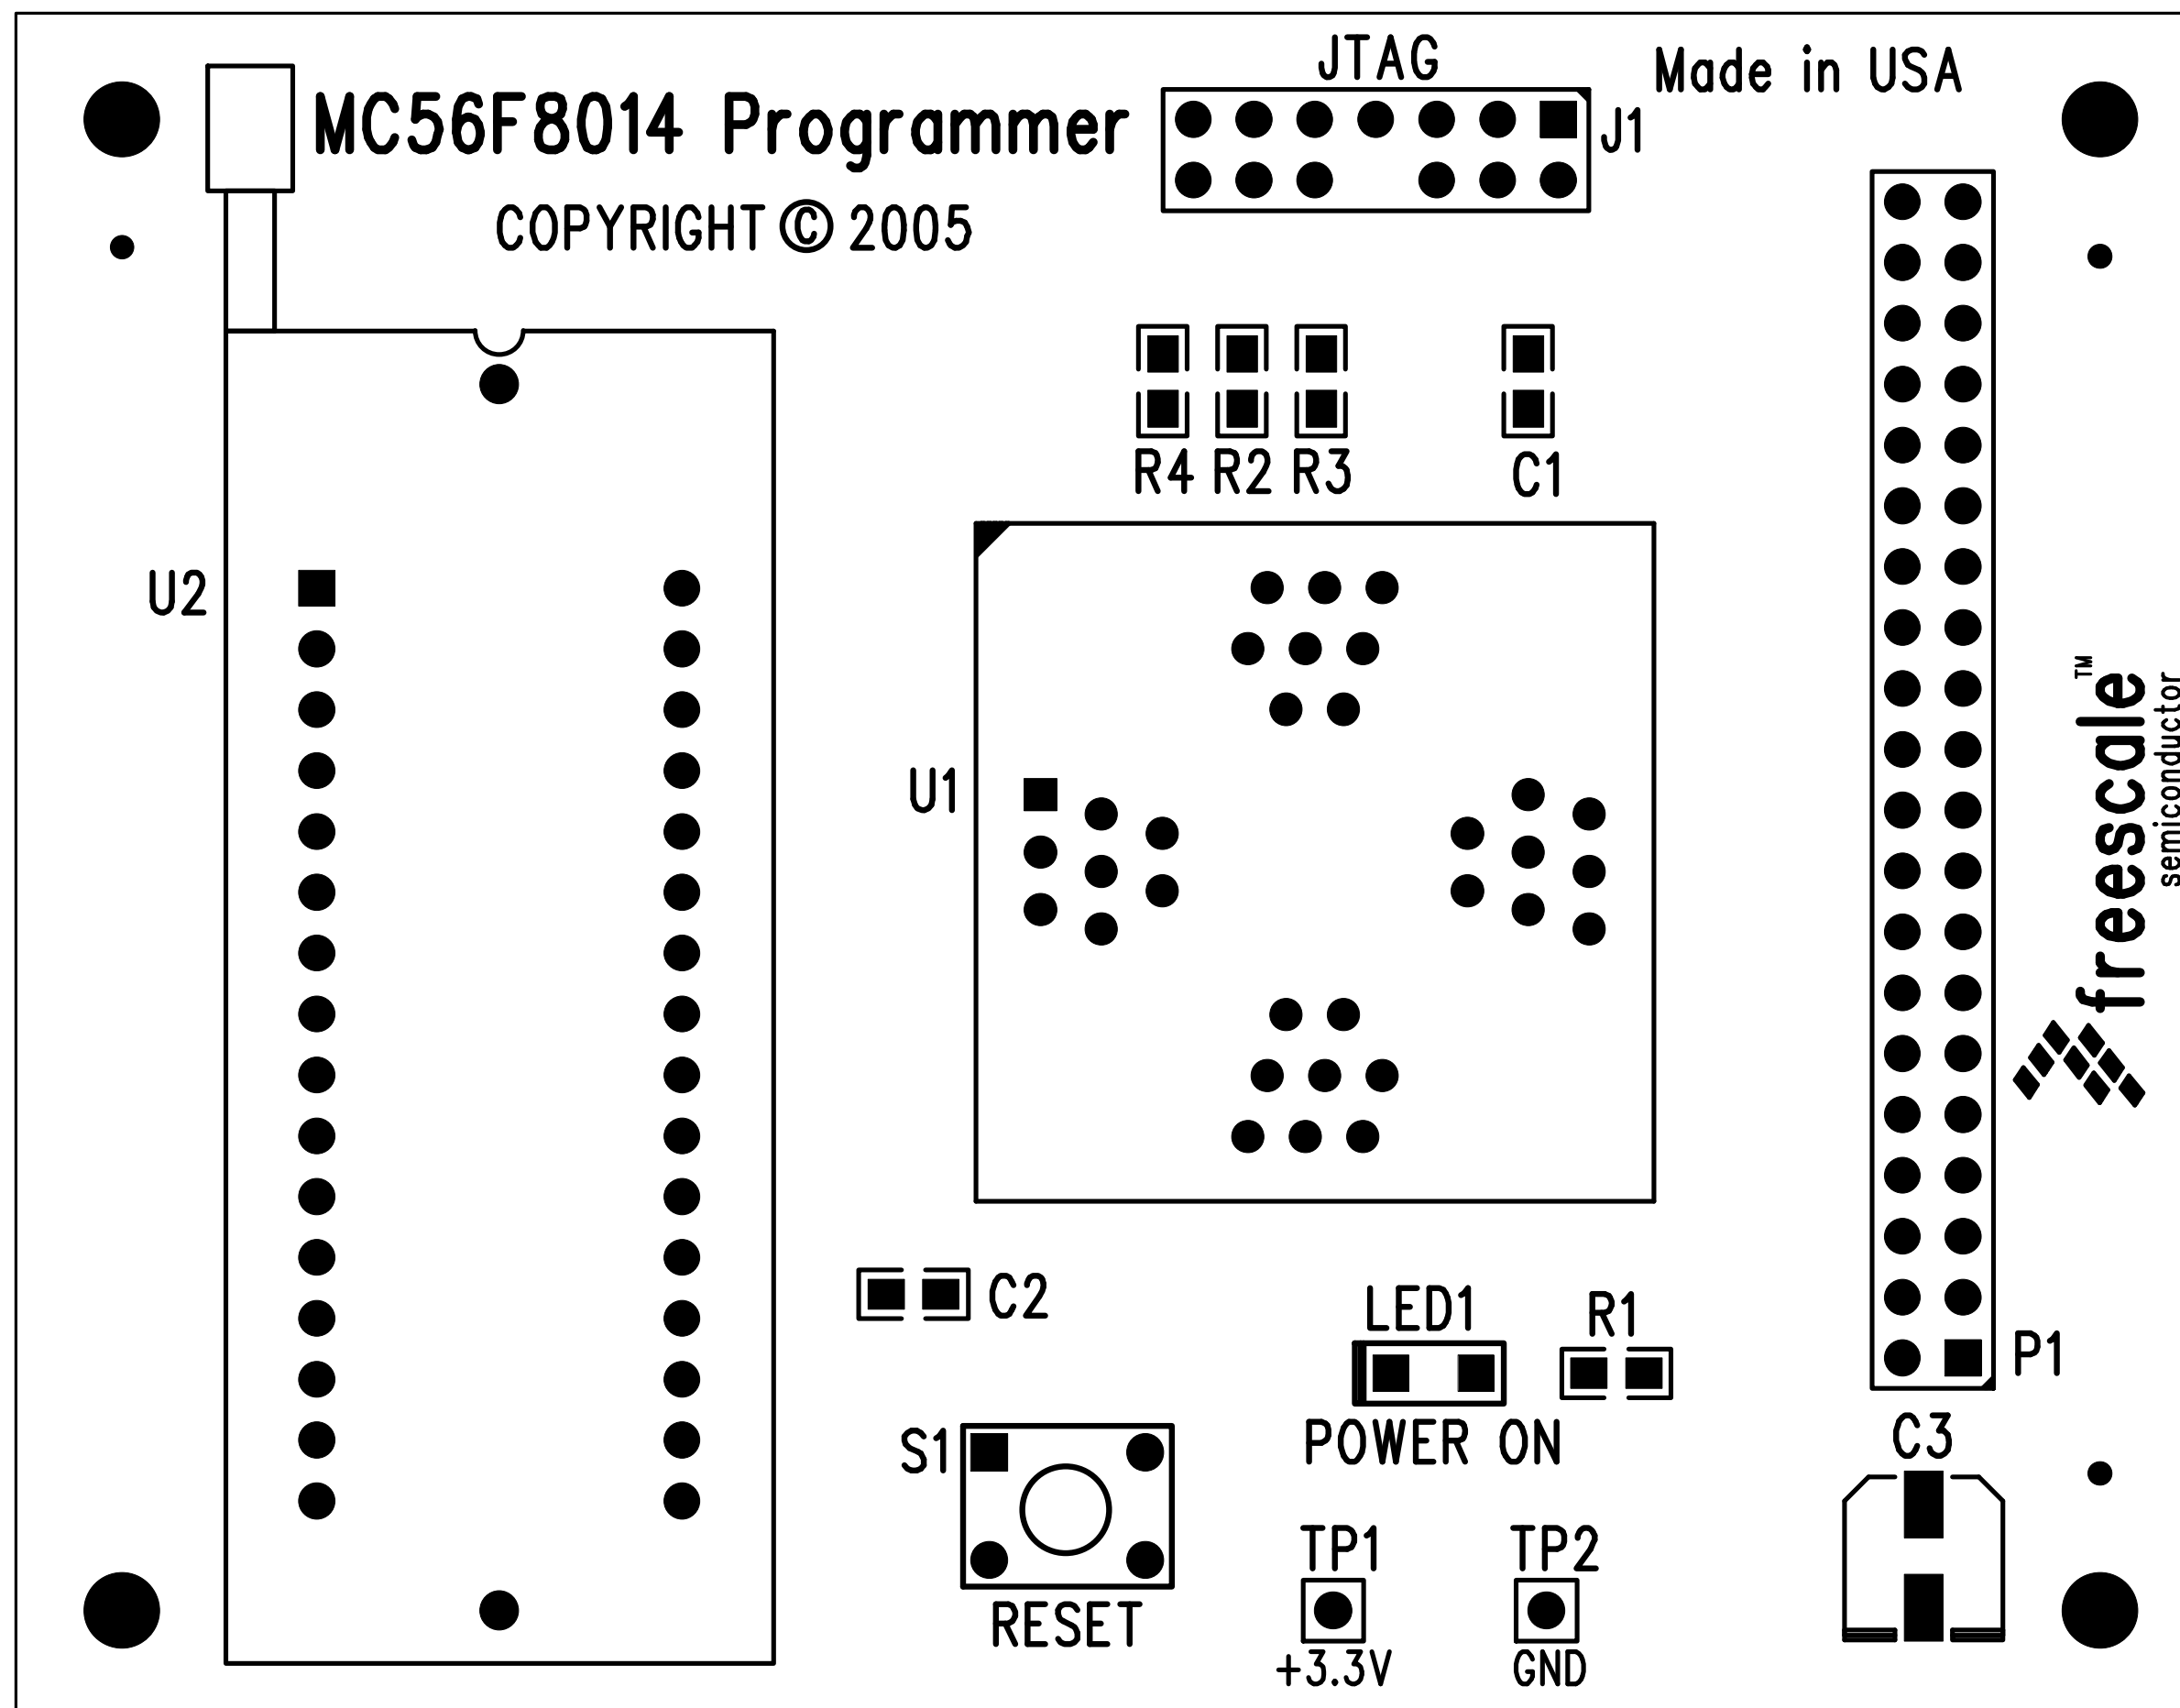 JTAG
Made in USA
MC56F8014 Programmer
J1
COPYRIGHT © 2005
R4 R2 R3
C1
U2
U1
freescale™
semiconductor
C2
LED1
R1
P1
POWER ON
C3
S1
TP1
TP2
RESET
+3.3V
GND